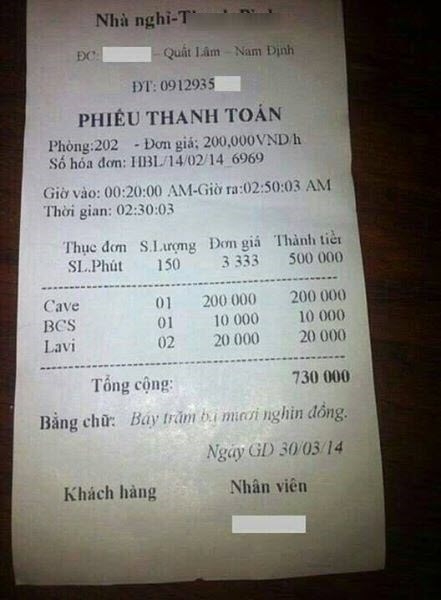 Nhà nghỉ-
ĐC: – Quất Lâm – Nam Định
ĐT: 0912935
PHIẾU THANH TOÁN
Phòng:202 - Đơn giá; 200,000VND/h
Số hóa đơn: HBL/14/02/14_6969
Giờ vào: 00:20:00 AM-Giờ ra:02:50:03 AM
Thời gian: 02:30:03
Thục đơn S.Lượng Đơn giá Thành tiền
SL.Phút 150 3 333 500 000
Cave 01 200 000 200 000
BCS 01 10 000 10 000
Lavi 02 20 000 20 000
Tổng cộng: 730 000
Bằng chữ: Bảy trăm ba mươi nghìn đồng.
Ngày GD 30/03/14
Khách hàng Nhân viên